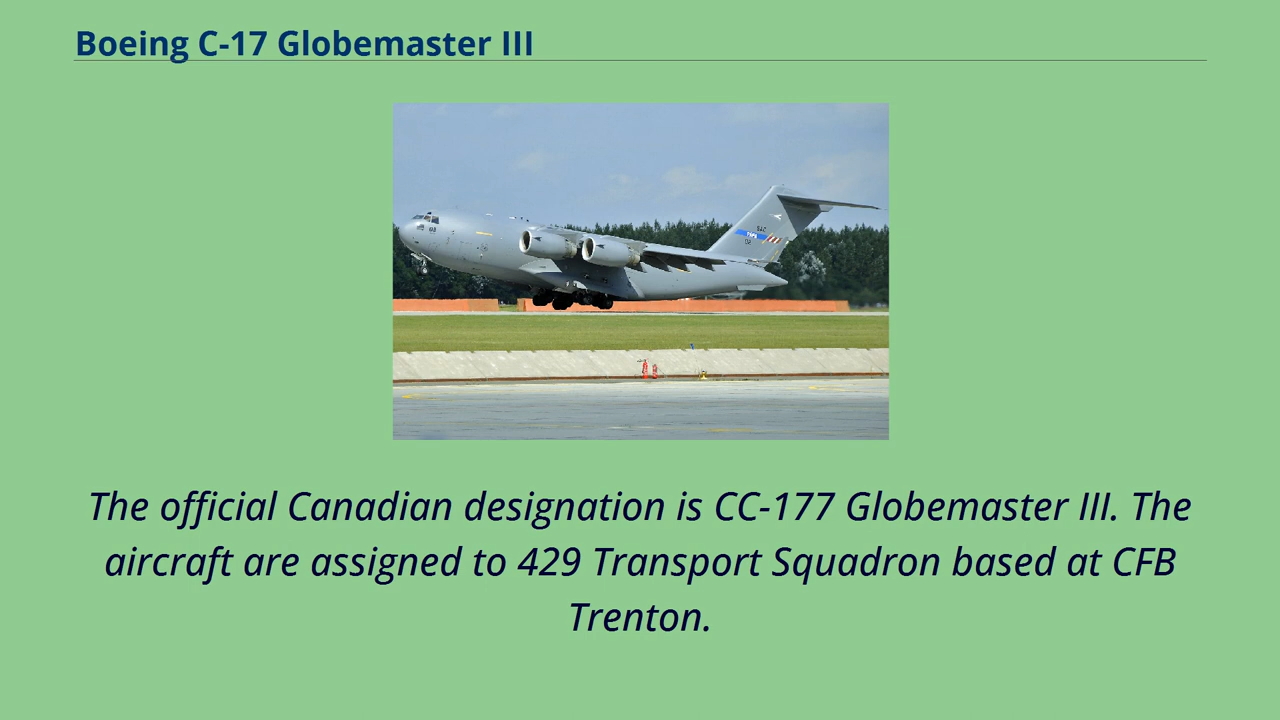 Boeing C-17 Globemaster III
SAC
The official Canadian designation is CC-177 Globemaster III. The
aircraft are assigned to 429 Transport Squadron based at CFB
Trenton.